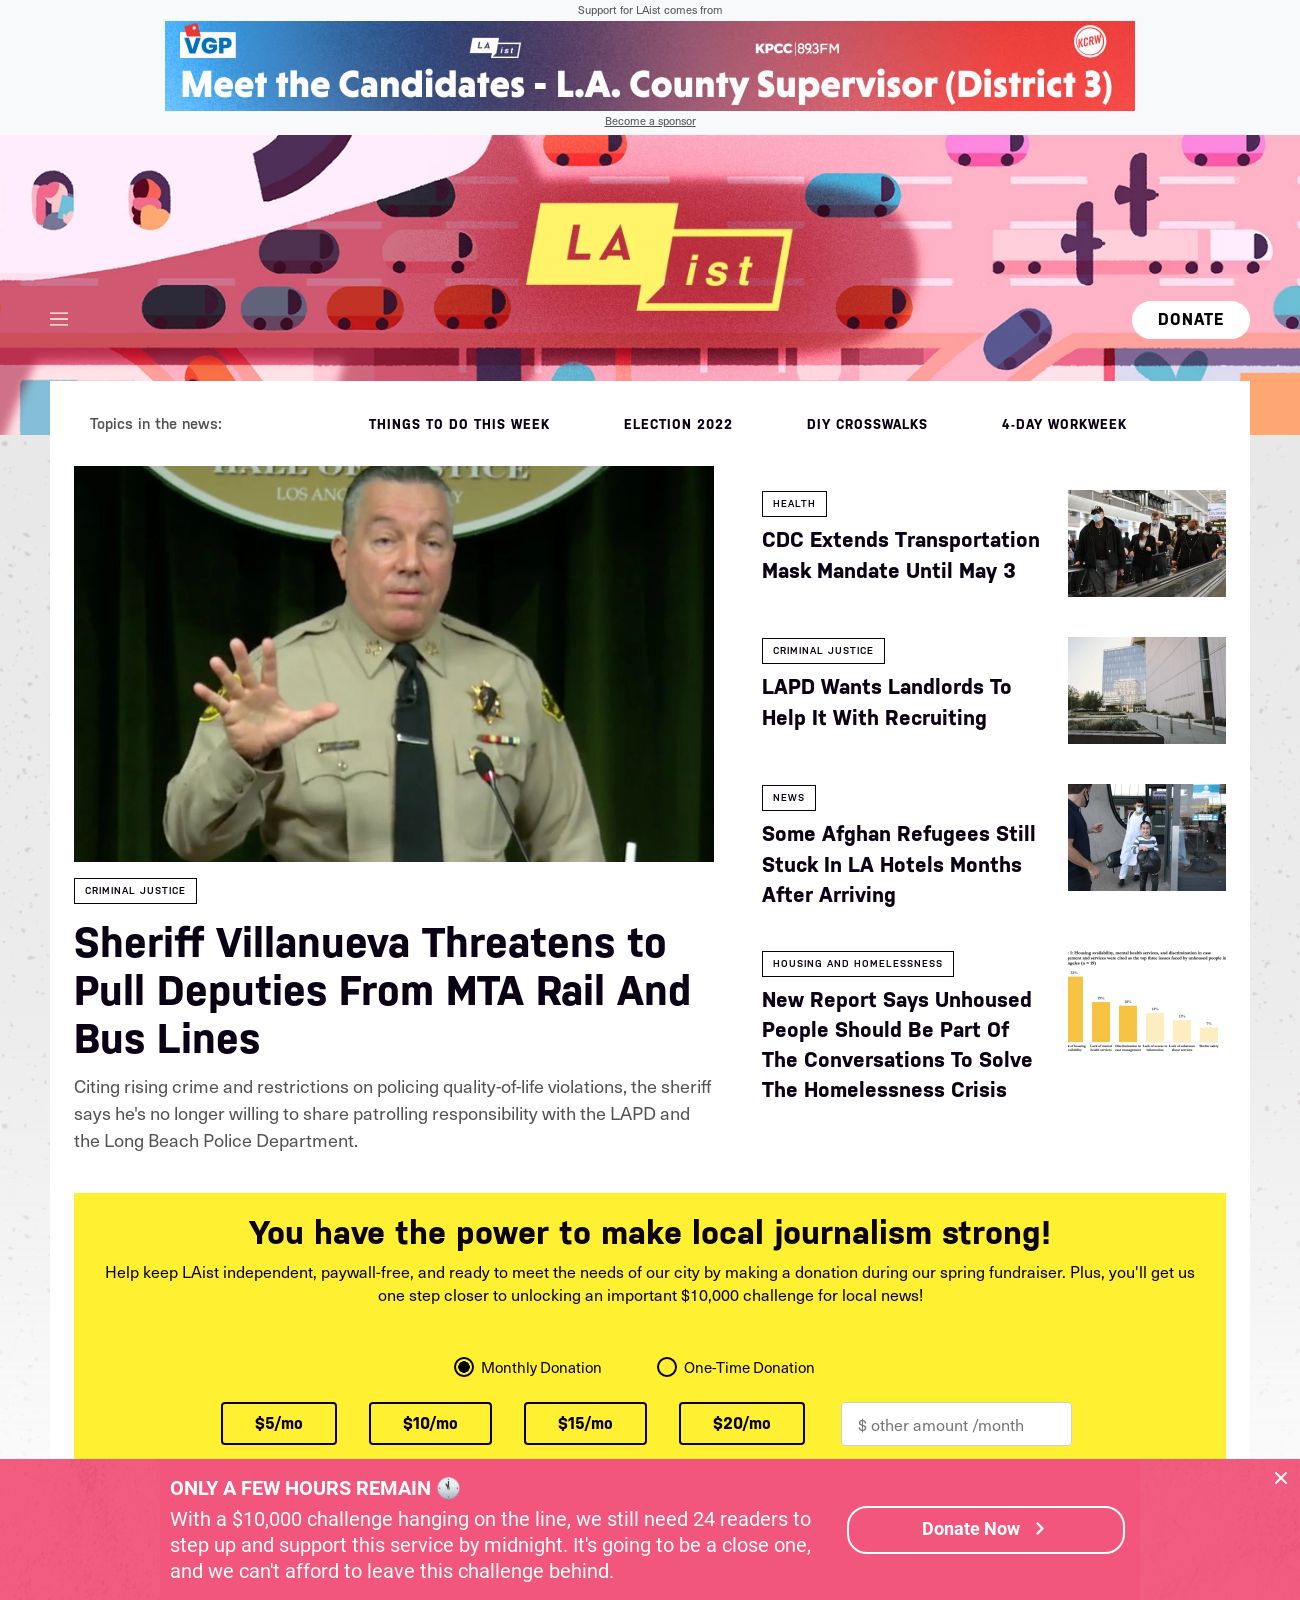 Support for LAist comes from
VGP
LA ist
KPCC 89.3FM
KCRW
Meet the Candidates - L.A. County Supervisor (District 3)
Become a sponsor
LA ist
DONATE
Topics in the news:
THINGS TO DO THIS WEEK
ELECTION 2022
DIY CROSSWALKS
4-DAY WORKWEEK
CRIMINAL JUSTICE
Sheriff Villanueva Threatens to
Pull Deputies From MTA Rail And
Bus Lines
Citing rising crime and restrictions on policing quality-of-life violations, the sheriff
says he's no longer willing to share patrolling responsibility with the LAPD and
the Long Beach Police Department.
HEALTH
CDC Extends Transportation
Mask Mandate Until May 3
CRIMINAL JUSTICE
LAPD Wants Landlords To
Help It With Recruiting
NEWS
Some Afghan Refugees Still
Stuck In LA Hotels Months
After Arriving
HOUSING AND HOMELESSNESS
New Report Says Unhoused
People Should Be Part Of
The Conversations To Solve
The Homelessness Crisis
You have the power to make local journalism strong!
Help keep LAist independent, paywall-free, and ready to meet the needs of our city by making a donation during our spring fundraiser. Plus, you'll get us
one step closer to unlocking an important $10,000 challenge for local news!
Monthly Donation
One-Time Donation
$5/mo
$10/mo
$15/mo
$20/mo
$ other amount /month
ONLY A FEW HOURS REMAIN
With a $10,000 challenge hanging on the line, we still need 24 readers to
step up and support this service by midnight. It's going to be a close one,
and we can't afford to leave this challenge behind.
Donate Now